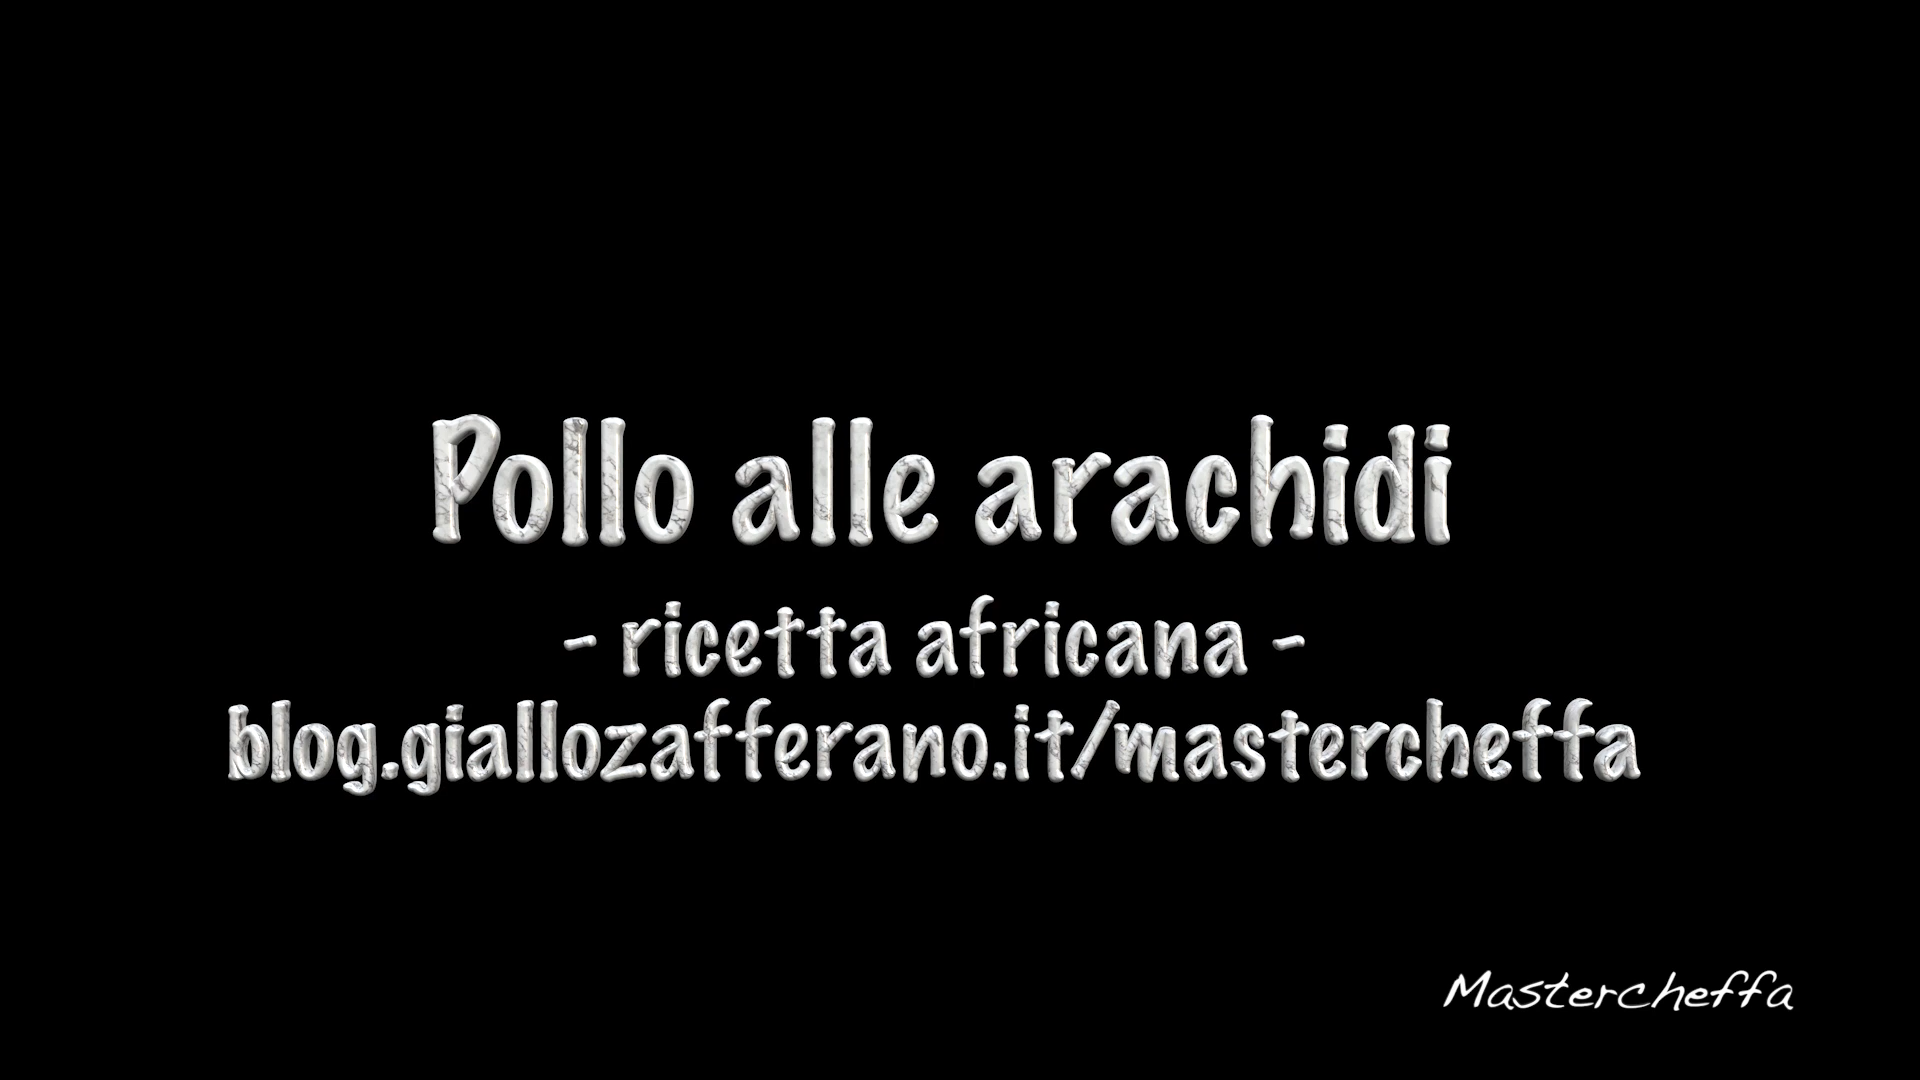 Pollo alle arachidi
- ricetta africana -
blog.giallozafferano.it/mastercheffa
Mastercheffa